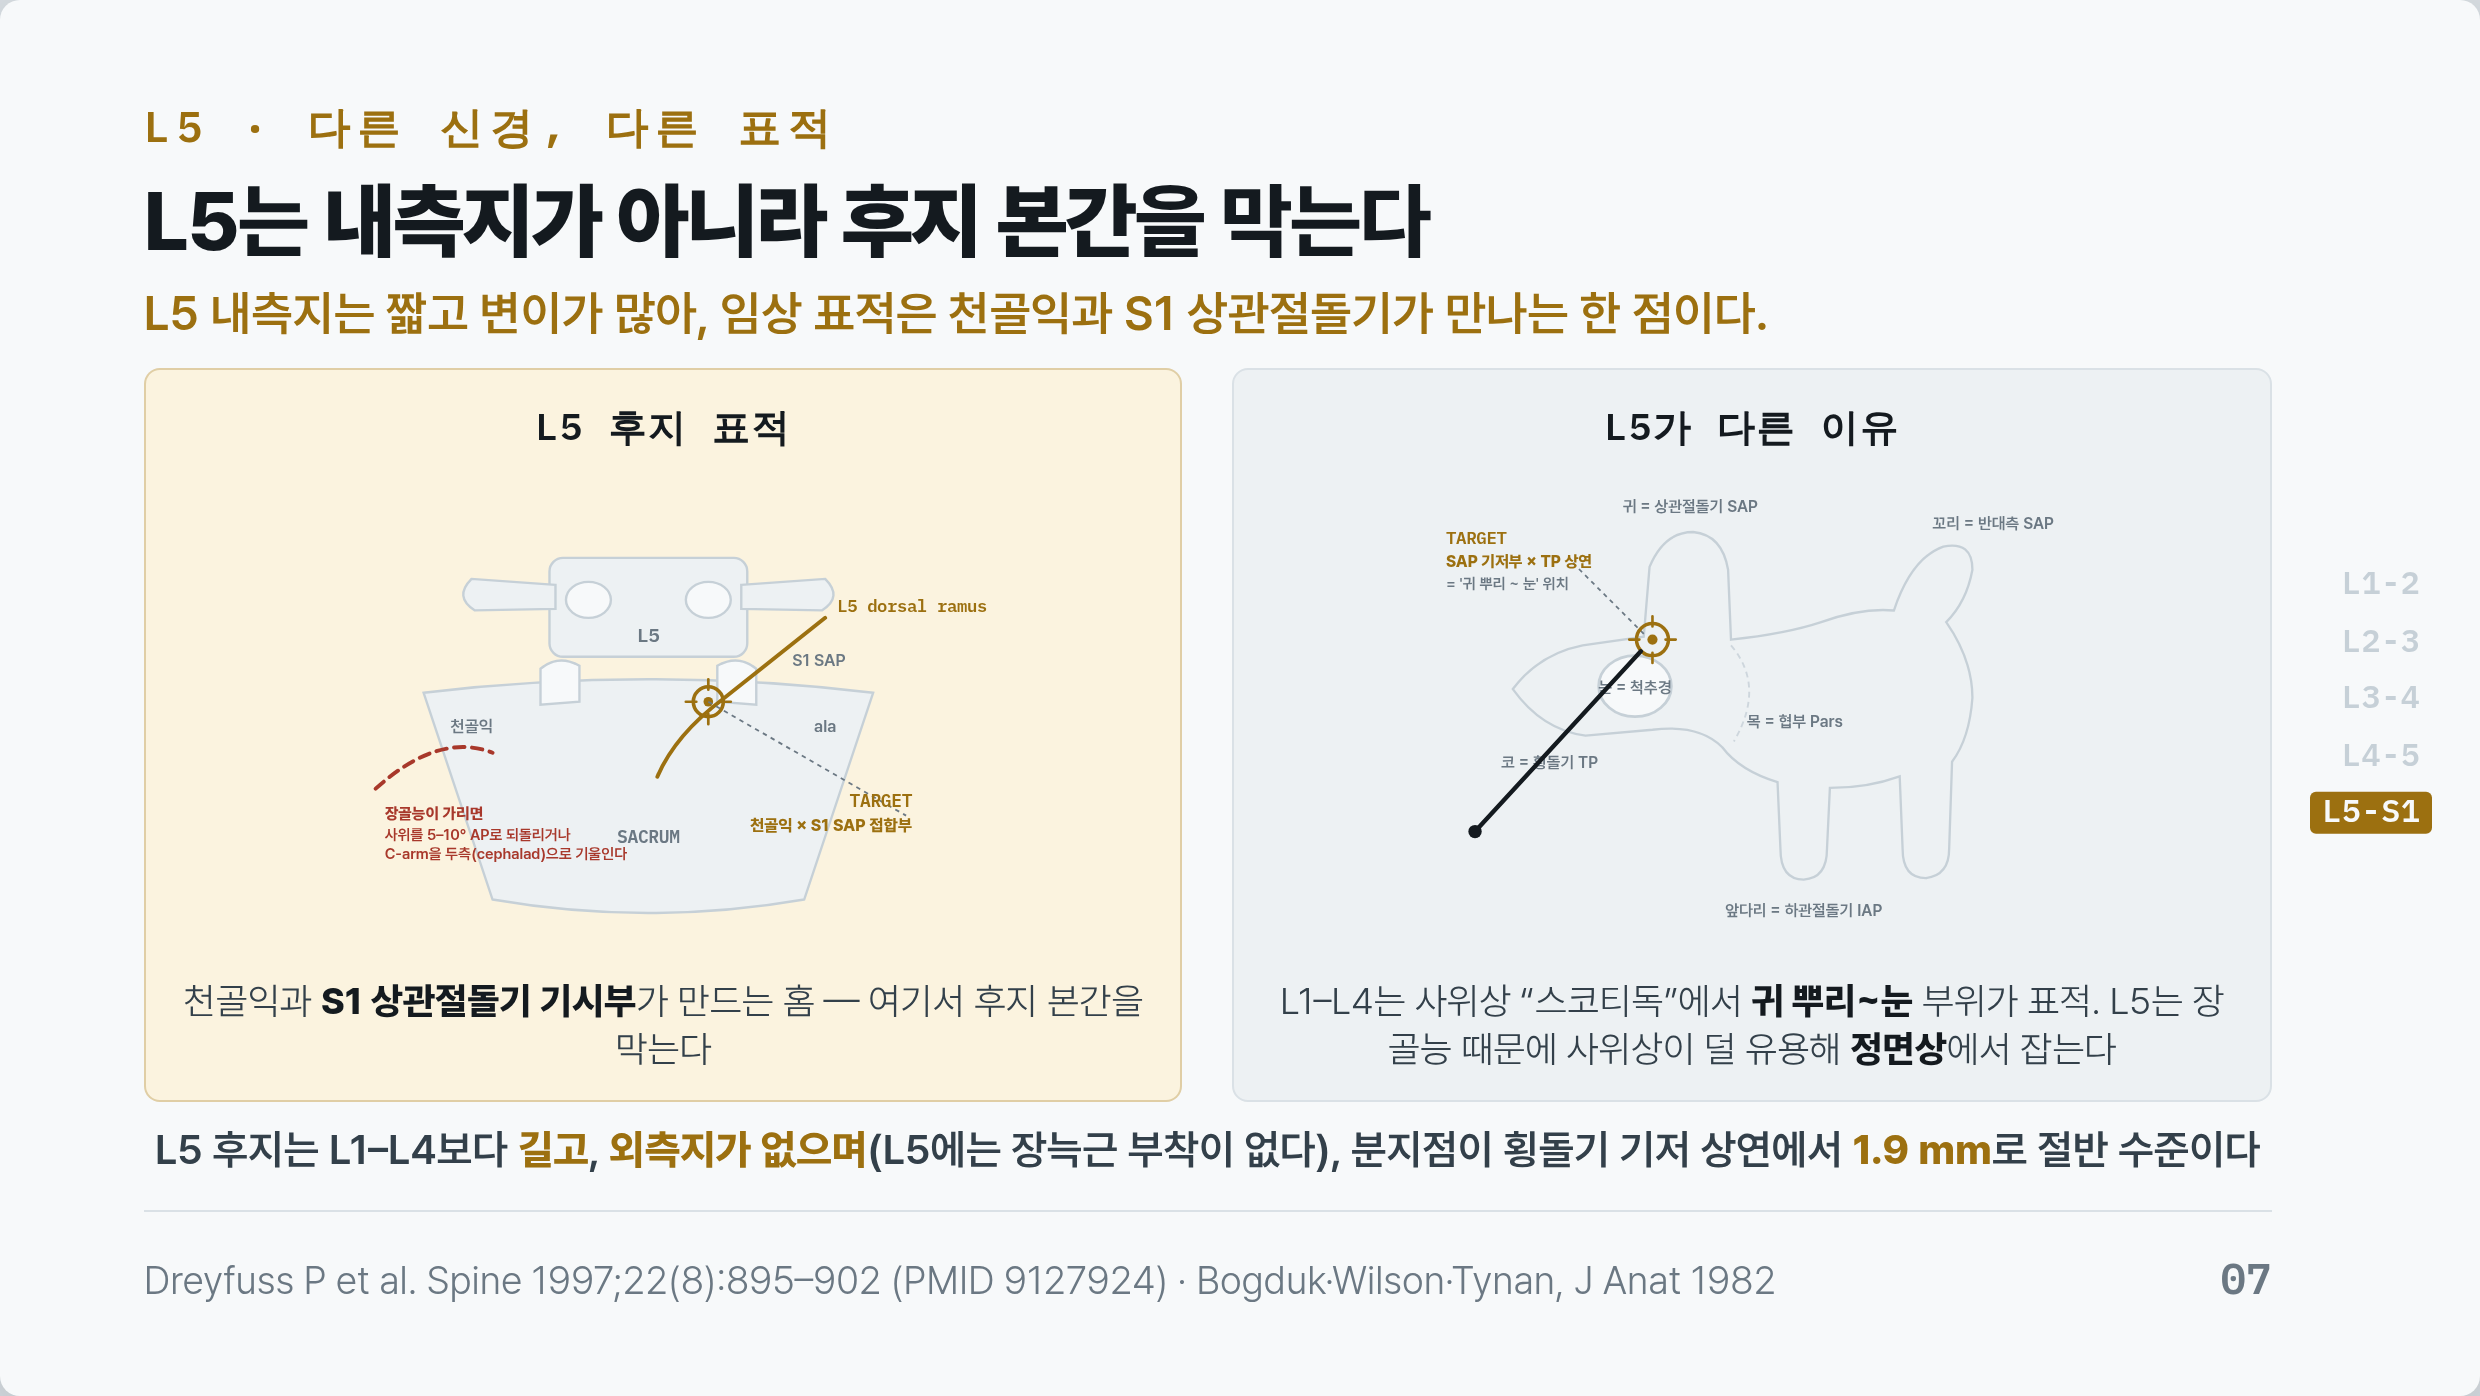 L5 · 다른 신경, 다른 표적
L5는 내측지가 아니라 후지 본간을 막는다
L5 내측지는 짧고 변이가 많아, 임상 표적은 천골익과 S1 상관절돌기가 만나는 한 점이다.
L5 후지 표적
L5 dorsal ramus
L5
S1 SAP
천골익
ala
TARGET
천골익 × S1 SAP 접합부
장골능이 가리면
사위를 5–10° AP로 되돌리거나
C-arm을 두측(cephalad)으로 기울인다
SACRUM
천골익과 S1 상관절돌기 기시부가 만드는 홈 — 여기서 후지 본간을
막는다
L5가 다른 이유
귀 = 상관절돌기 SAP
꼬리 = 반대측 SAP
TARGET
SAP 기저부 × TP 상연
= '귀 뿌리 ~ 눈' 위치
눈 = 척추경
목 = 협부 Pars
코 = 횡돌기 TP
앞다리 = 하관절돌기 IAP
L1–L4는 사위상 “스코티독”에서 귀 뿌리~눈 부위가 표적. L5는 장
골능 때문에 사위상이 덜 유용해 정면상에서 잡는다
L1-2
L2-3
L3-4
L4-5
L5-S1
L5 후지는 L1–L4보다 길고, 외측지가 없으며(L5에는 장늑근 부착이 없다), 분지점이 횡돌기 기저 상연에서 1.9 mm로 절반 수준이다
Dreyfuss P et al. Spine 1997;22(8):895–902 (PMID 9127924) · Bogduk·Wilson·Tynan, J Anat 1982
07